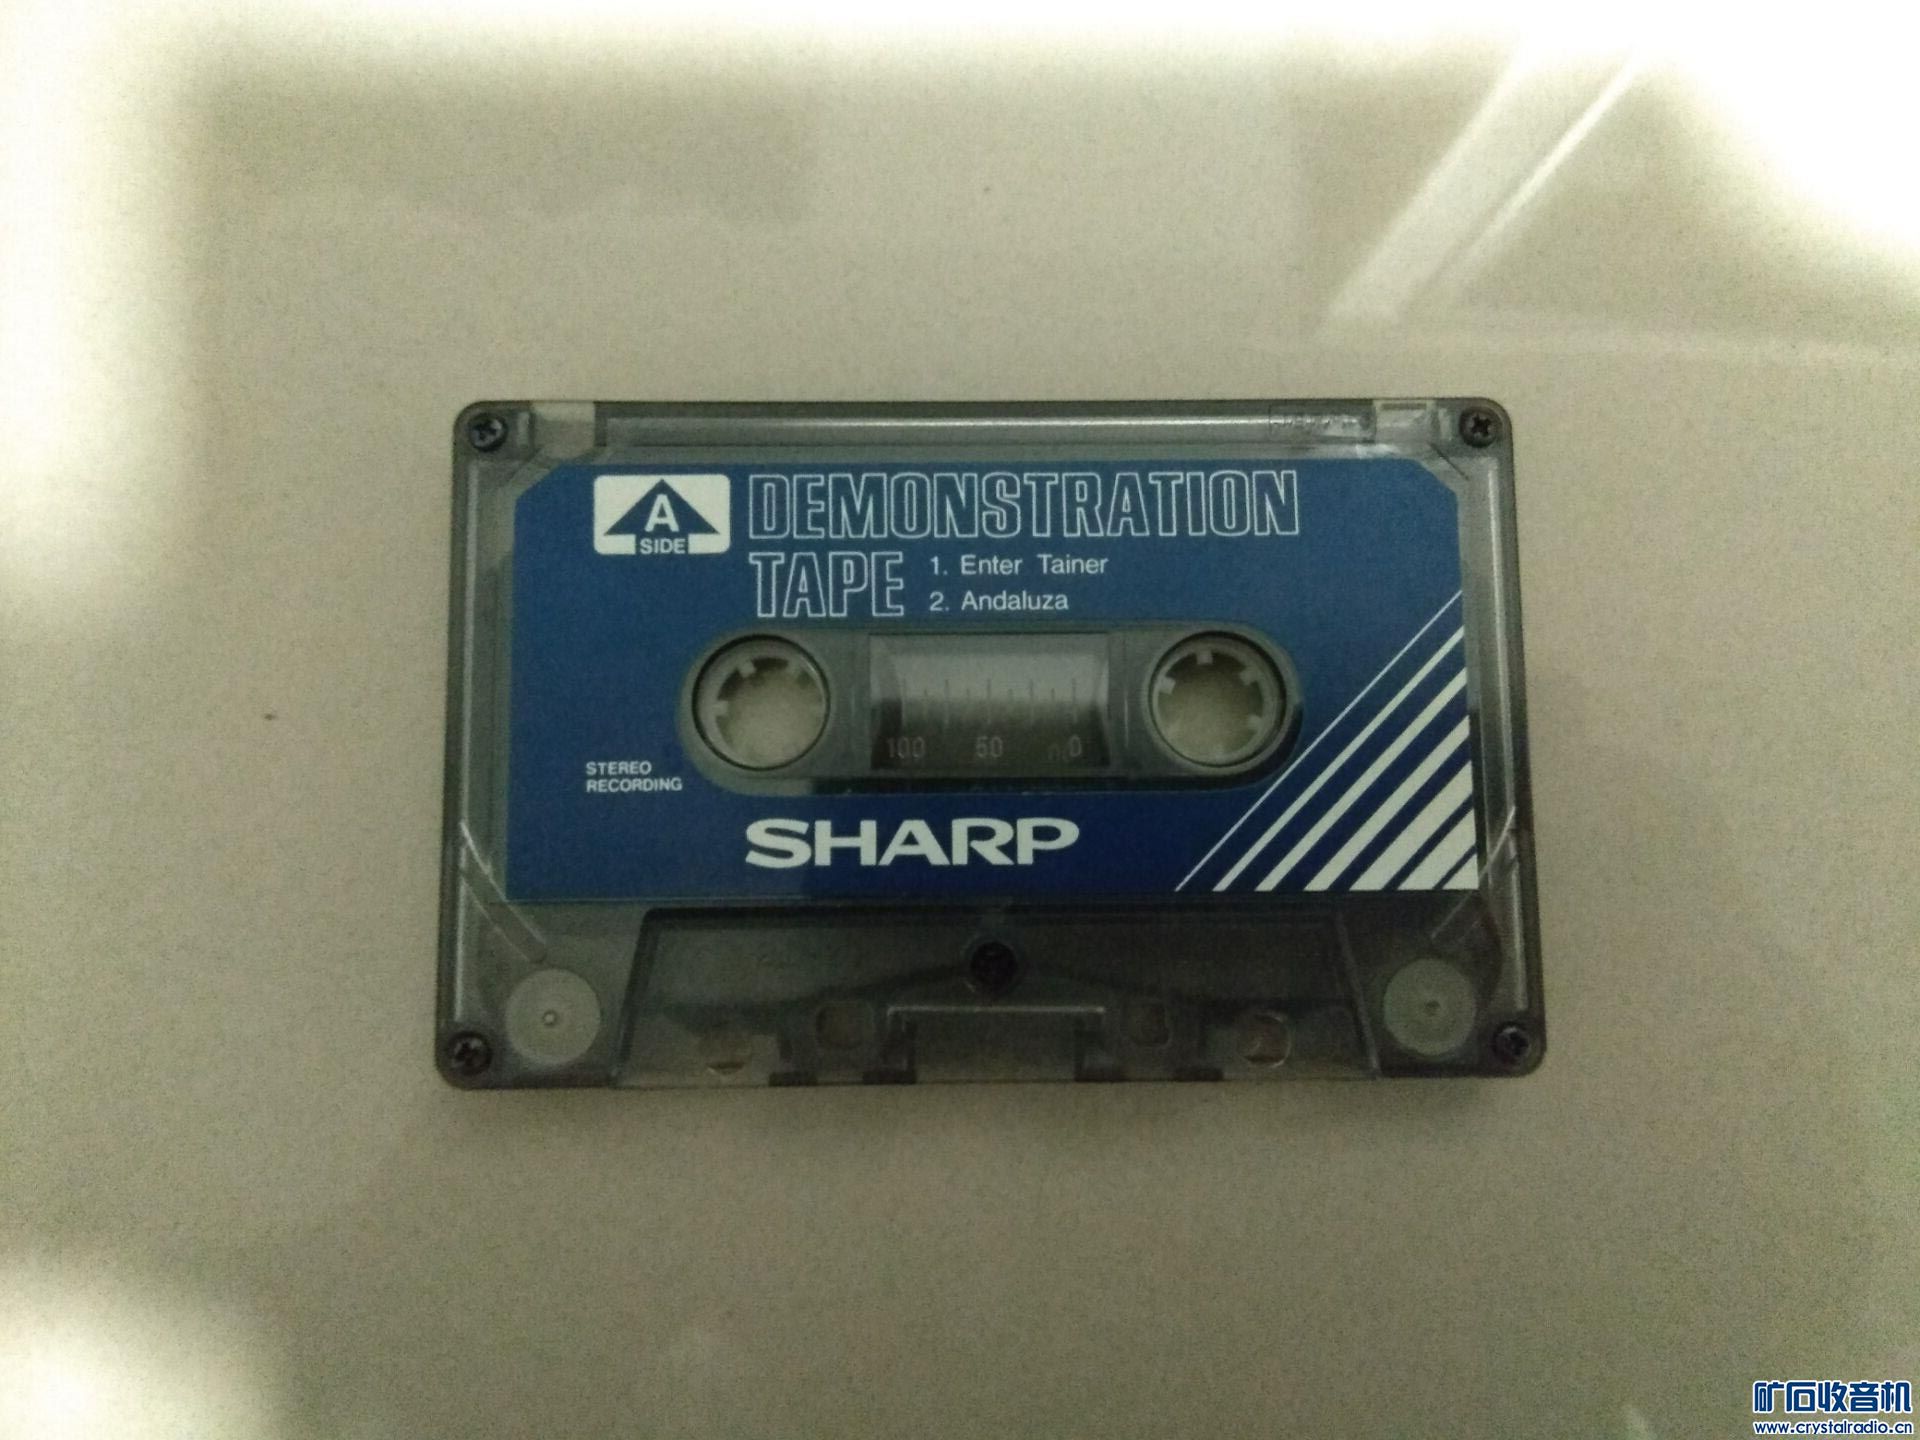 A
SIDE
DEMONSTRATION
TAPE
1. Enter Tainer
2. Andaluza
100 50 0
STEREO
RECORDING
SHARP
矿石收音机
www.crystalradio.cn